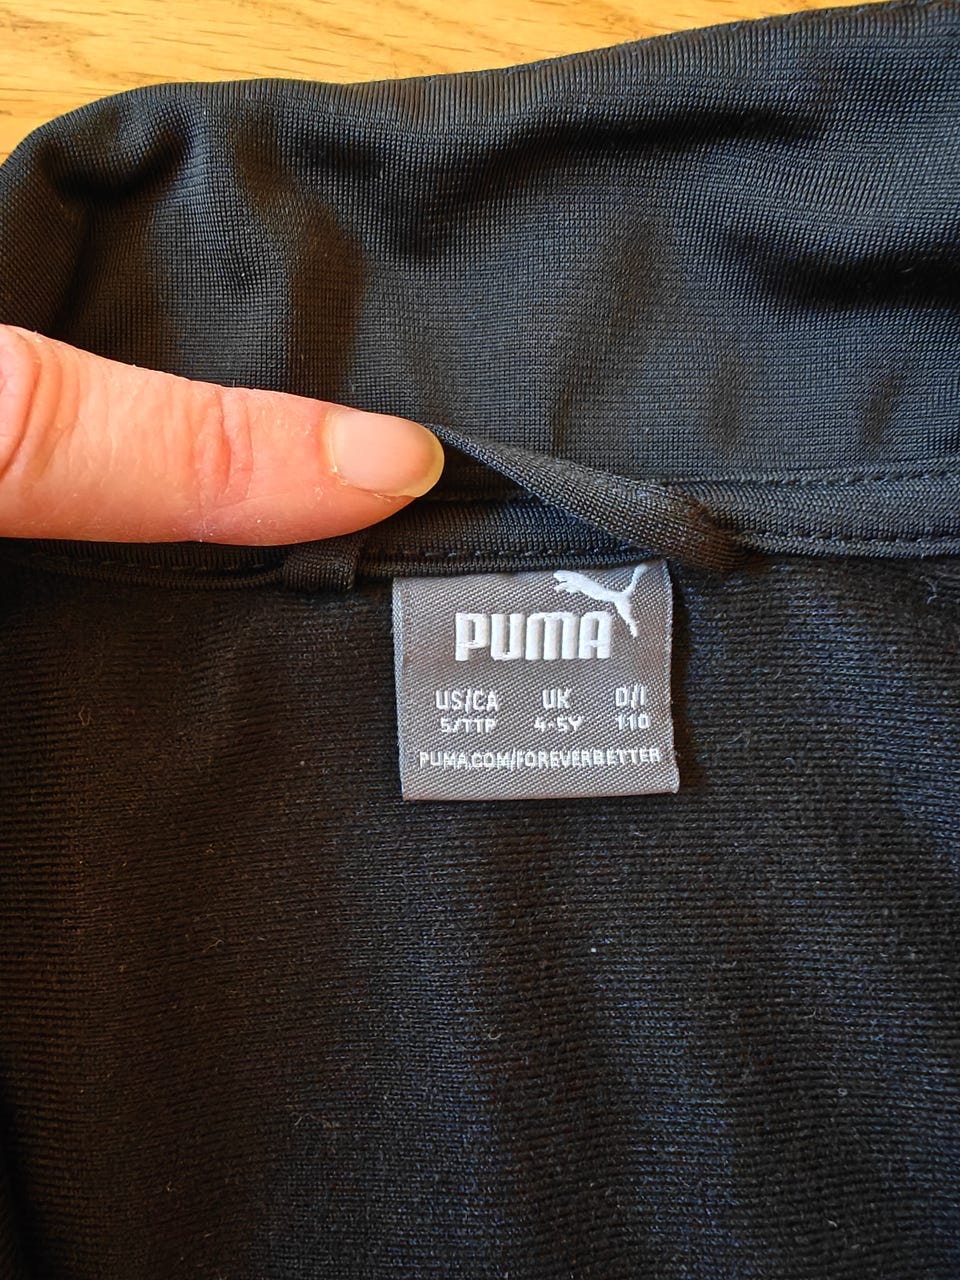 PUMA
US/CA UK D/I
5/TTP 4-5Y 110
PUMA.COM/FOREVERBETTER